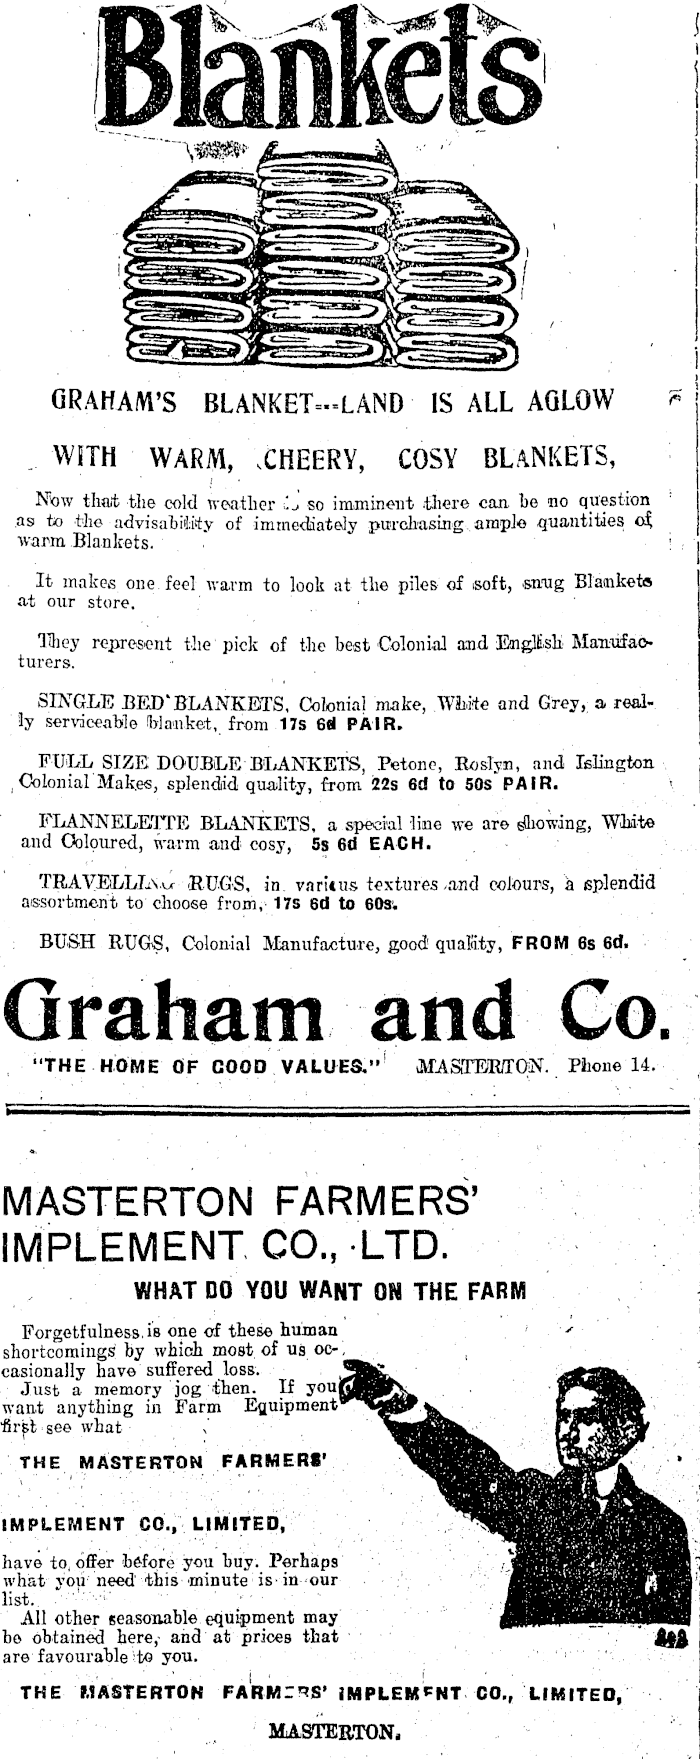 Blankets
GRAHAM'S BLANKET---LAND IS ALL AGLOW
WITH WARM, CHEERY, COSY BLANKETS,
Now that the cold weather is so imminent there can be no question
as to the advisability of immediately purchasing ample quantities of
warm Blankets.
It makes one feel warm to look at the piles of soft, snug Blankets
at our store.
They represent the pick of the best Colonial and English Manufac-
turers.
SINGLE BED BLANKETS, Colonial make, White and Grey, a real-
ly serviceable blanket, from 17s 6d PAIR.
FULL SIZE DOUBLE BLANKETS, Petone, Roslyn, and Islington
Colonial Makes, splendid quality, from 22s 6d to 50s PAIR.
FLANNELETTE BLANKETS, a special line we are showing, White
and Coloured, warm and cosy, 5s 6d EACH.
TRAVELLING RUGS, in various textures and colours, a splendid
assortment to choose from, 17s 6d to 60s.
BUSH RUGS, Colonial Manufacture, good quality, FROM 6s 6d.
Graham and Co.
"THE HOME OF GOOD VALUES." MASTERTON. Phone 14.
MASTERTON FARMERS'
IMPLEMENT CO., LTD.
WHAT DO YOU WANT ON THE FARM
Forgetfulness is one of these human
shortcomings by which most of us oc-
casionally have suffered loss.
Just a memory jog then. If you
want anything in Farm Equipment
first see what
THE MASTERTON FARMERS'
IMPLEMENT CO., LIMITED,
have to offer before you buy. Perhaps
what you need this minute is in our
list.
All other seasonable equipment may
be obtained here, and at prices that
are favourable to you.
THE MASTERTON FARMERS' IMPLEMENT CO., LIMITED,
MASTERTON.